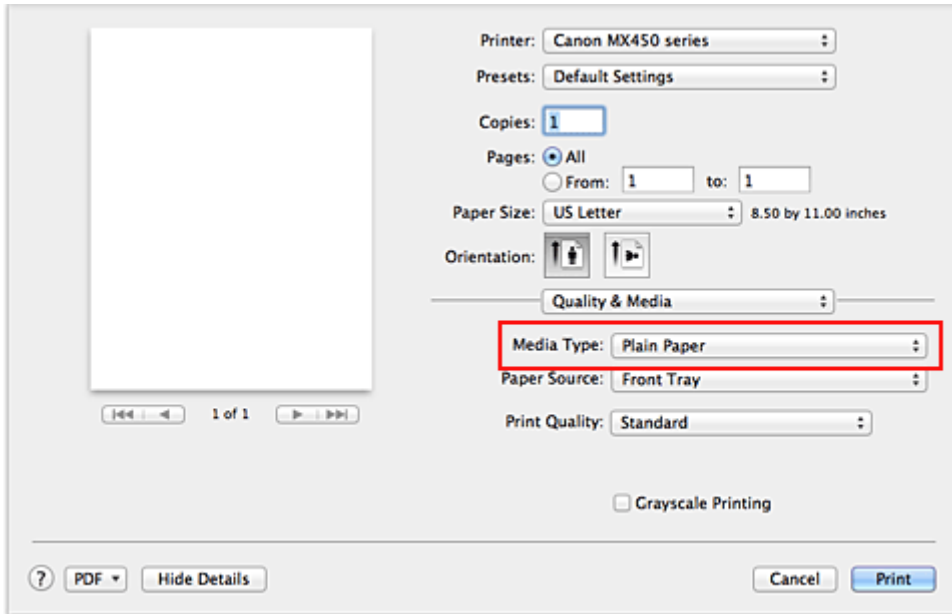 Printer: Canon MX450 series
Presets: Default Settings
Copies: 1
Pages: All
From: 1 to: 1
Paper Size: US Letter 8.50 by 11.00 inches
Orientation:
Quality & Media
Media Type: Plain Paper
Paper Source: Front Tray
1 of 1
Print Quality: Standard
Grayscale Printing
? PDF Hide Details Cancel Print